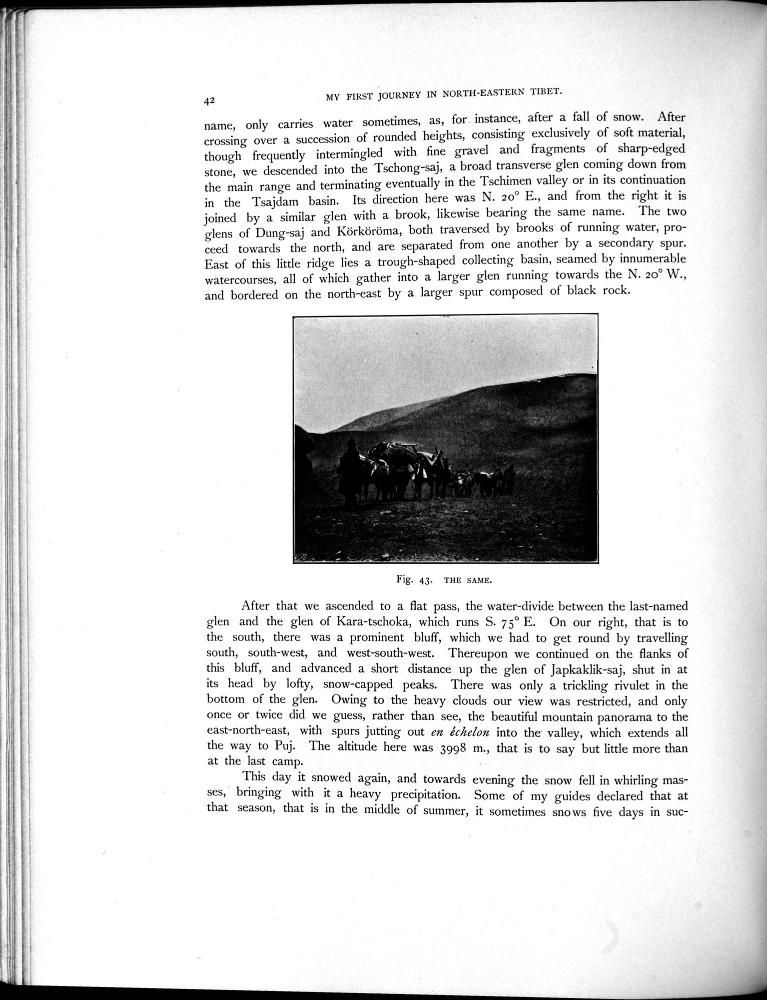 42
MY FIRST JOURNEY IN NORTH-EASTERN TIBET.
name, only carries water sometimes, as, for instance, after a fall of snow. After
crossing over a succession of rounded heights, consisting exclusively of soft material,
though frequently intermingled with fine gravel and fragments of sharp-edged
stone, we descended into the Tschong-saj, a broad transverse glen coming down from
the main range and terminating eventually in the Tschimen valley or in its continuation
in the Tsajdam basin. Its direction here was N. 20° E., and from the right it is
joined by a similar glen with a brook, likewise bearing the same name. The two
glens of Dung-saj and Körköröma, both traversed by brooks of running water, pro-
ceed towards the north, and are separated from one another by a secondary spur.
East of this little ridge lies a trough-shaped collecting basin, seamed by innumerable
watercourses, all of which gather into a larger glen running towards the N. 20° W.,
and bordered on the north-east by a larger spur composed of black rock.
Fig. 43. THE SAME.
After that we ascended to a flat pass, the water-divide between the last-named
glen and the glen of Kara-tschoka, which runs S. 75° E. On our right, that is to
the south, there was a prominent bluff, which we had to get round by travelling
south, south-west, and west-south-west. Thereupon we continued on the flanks of
this bluff, and advanced a short distance up the glen of Japkaklik-saj, shut in at
its head by lofty, snow-capped peaks. There was only a trickling rivulet in the
bottom of the glen. Owing to the heavy clouds our view was restricted, and only
once or twice did we guess, rather than see, the beautiful mountain panorama to the
east-north-east, with spurs jutting out en échelon into the valley, which extends all
the way to Puj. The altitude here was 3998 m., that is to say but little more than
at the last camp.
This day it snowed again, and towards evening the snow fell in whirling mas-
ses, bringing with it a heavy precipitation. Some of my guides declared that at
that season, that is in the middle of summer, it sometimes snows five days in suc-